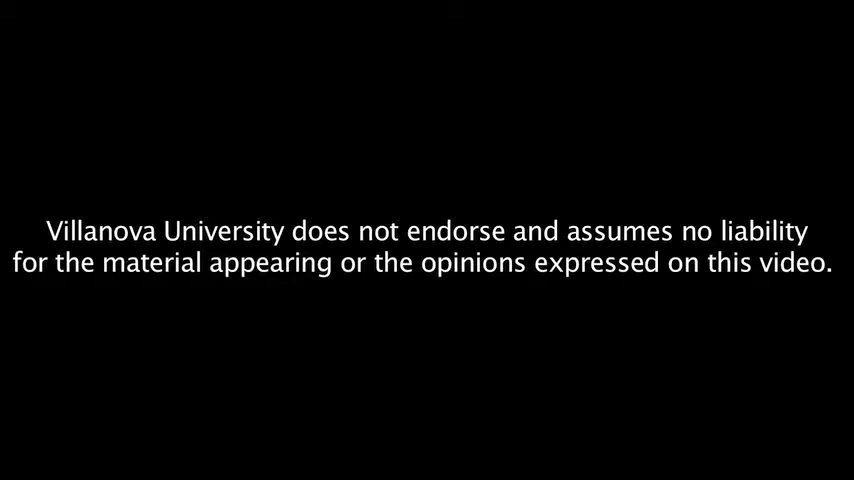 Villanova University does not endorse and assumes no liability
for the material appearing or the opinions expressed on this video.